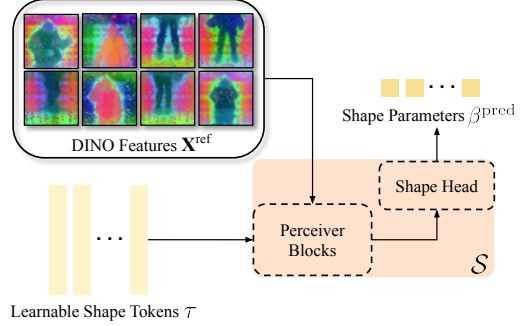 DINO Features X^ref
Shape Parameters β^pred
Shape Head
Perceiver
Blocks
S
Learnable Shape Tokens τ